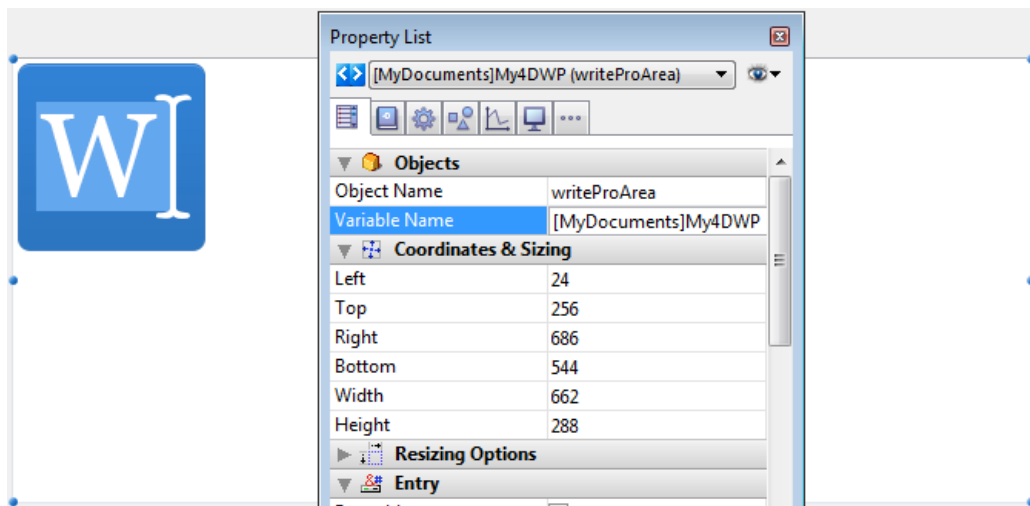 Property List
[MyDocuments]My4DWP (writeProArea)
W
Objects
Object Name writeProArea
Variable Name [MyDocuments]My4DWP
Coordinates & Sizing
Left 24
Top 256
Right 686
Bottom 544
Width 662
Height 288
Resizing Options
Entry